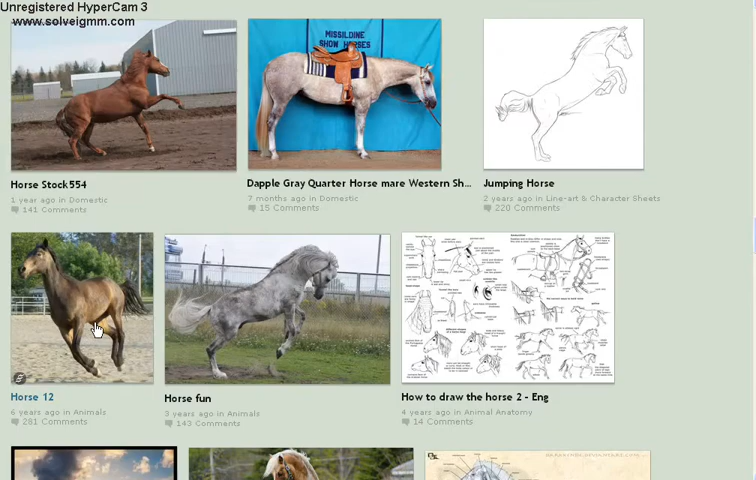 Unregistered HyperCam 3
www.solveigmm.com
MISSILDINE
SHOW HORSES
Horse Stock554
1 year ago in Domestic
141 Comments
Dapple Gray Quarter Horse mare Western Sh...
7 months ago in Domestic
15 Comments
Jumping Horse
2 years ago in Line-art & Character Sheets
220 Comments
Horse 12
6 years ago in Animals
281 Comments
Horse fun
3 years ago in Animals
143 Comments
How to draw the horse 2 - Eng
4 years ago in Animal Anatomy
14 Comments